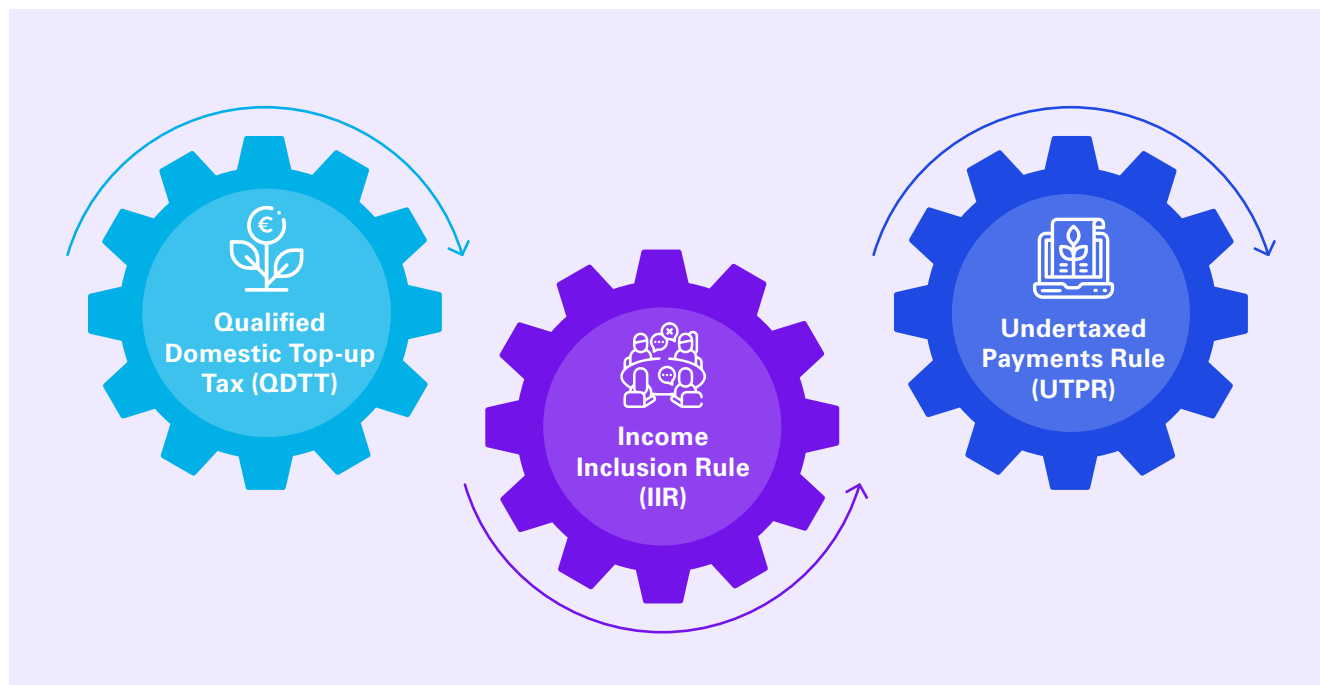 €
Qualified
Domestic Top-up
Tax (QDTT)
Income
Inclusion Rule
(IIR)
Undertaxed
Payments Rule
(UTPR)